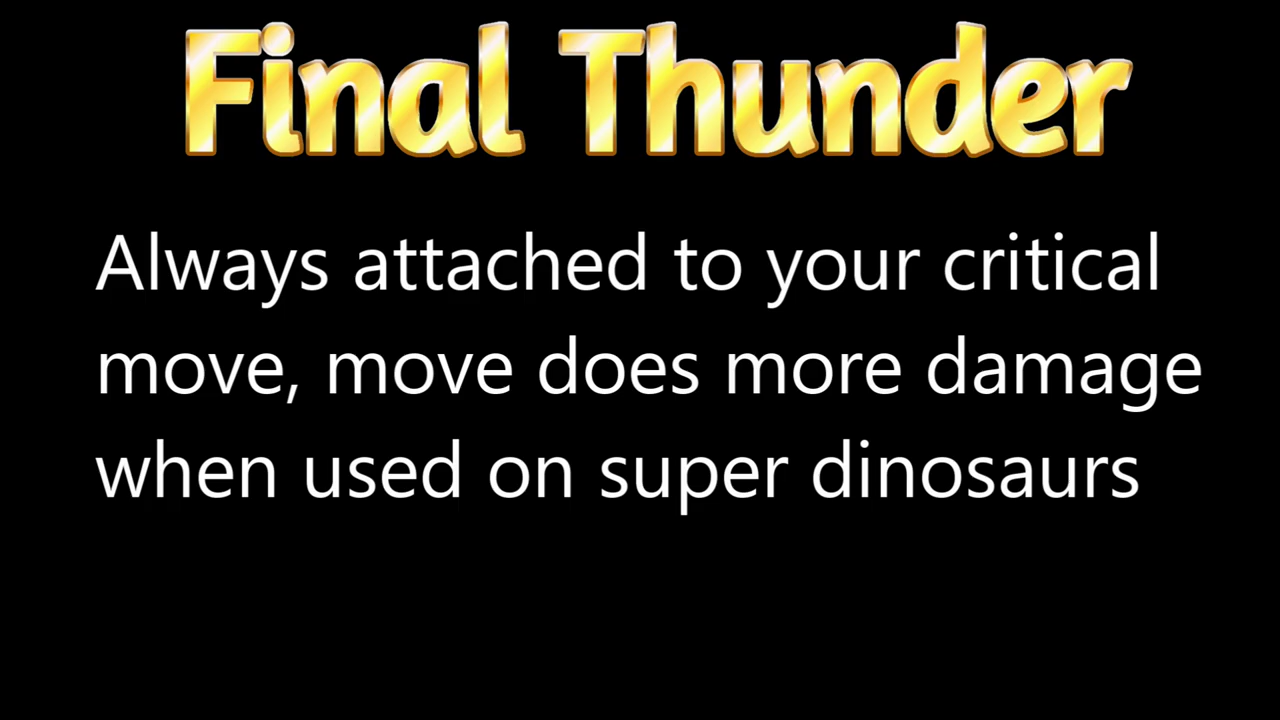 Final Thunder
Always attached to your critical
move, move does more damage
when used on super dinosaurs